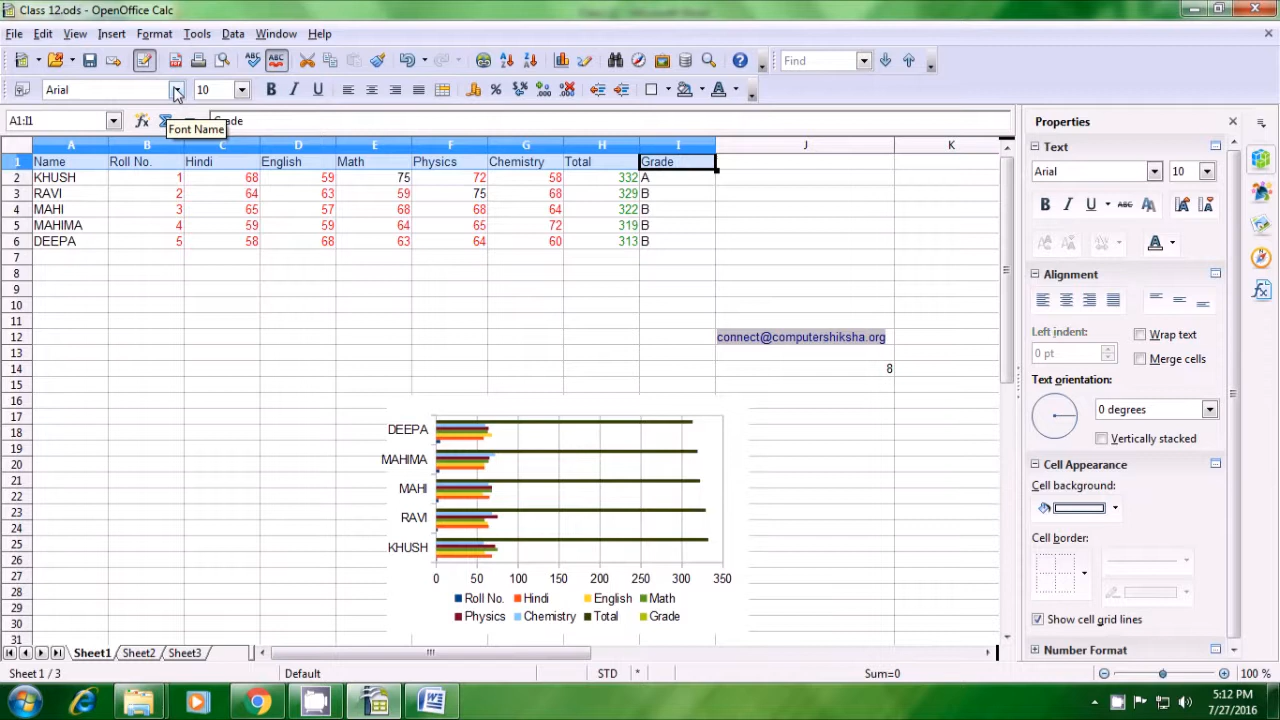 Class 12.ods - OpenOffice Calc
File Edit View Insert Format Tools Data Window Help
Find
Arial 10
A1:I1 Grade
Font Name
A B C D E F G H I J K
1 Name Roll No. Hindi English Math Physics Chemistry Total Grade
2 KHUSH 1 68 59 75 72 58 332 A
3 RAVI 2 64 63 59 75 68 329 B
4 MAHI 3 65 57 68 68 64 322 B
5 MAHIMA 4 59 59 64 65 72 319 B
6 DEEPA 5 58 68 63 64 60 313 B
7
8
9
10
11
12 connect@computershiksha.org
13
14 8
15
16
17
18 DEEPA
19
20 MAHIMA
21
22 MAHI
23
24 RAVI
25 KHUSH
26
27 0 50 100 150 200 250 300 350
28 Roll No. Hindi English Math
29 Physics Chemistry Total Grade
30
31
Sheet1 Sheet2 Sheet3
Sheet 1 / 3 Default STD * Sum=0 100 %
Properties
Text
Arial 10
Alignment
Left indent:
0 pt
Wrap text
Merge cells
Text orientation:
0 degrees
Vertically stacked
Cell Appearance
Cell background:
Cell border:
Show cell grid lines
Number Format
5:12 PM
7/27/2016